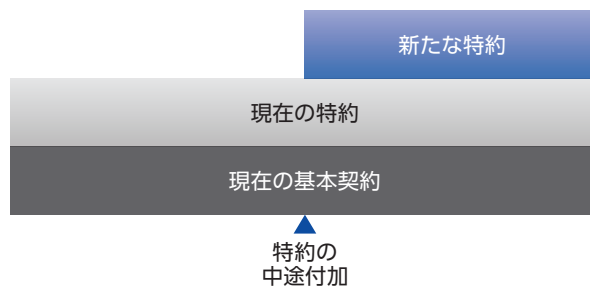 新たな特約
現在の特約
現在の基本契約
特約の
中途付加